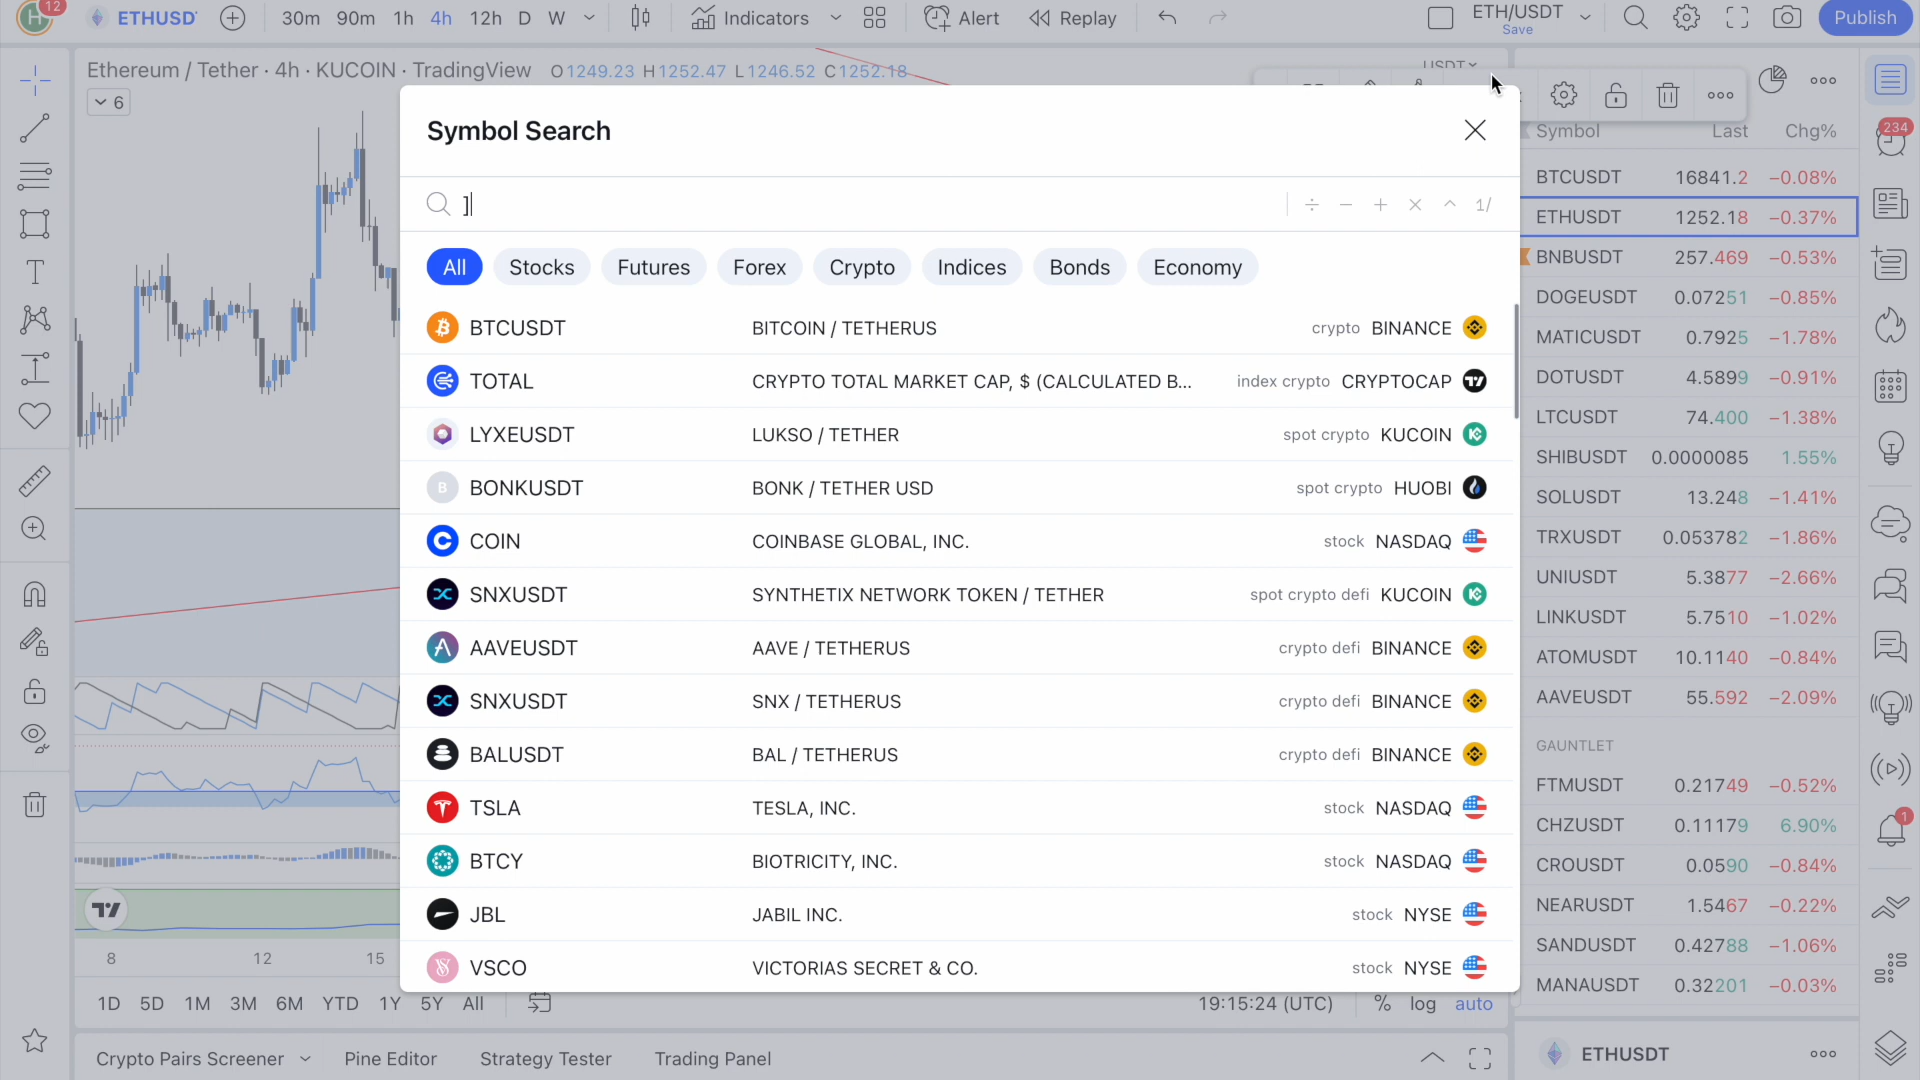 H 12 ETHUSD 30m 90m 1h 4h 12h D W Indicators Alert Replay ETH/USDT Save Publish
Ethereum / Tether · 4h · KUCOIN · TradingView O1249.23 H1252.47 L1246.52 C1252.18
USDT
6
Symbol Search
]
÷ − + × ^ 1/
All Stocks Futures Forex Crypto Indices Bonds Economy
BTCUSDT BITCOIN / TETHERUS crypto BINANCE
TOTAL CRYPTO TOTAL MARKET CAP, $ (CALCULATED B... index crypto CRYPTOCAP
LYXEUSDT LUKSO / TETHER spot crypto KUCOIN
B BONKUSDT BONK / TETHER USD spot crypto HUOBI
COIN COINBASE GLOBAL, INC. stock NASDAQ
SNXUSDT SYNTHETIX NETWORK TOKEN / TETHER spot crypto defi KUCOIN
AAVEUSDT AAVE / TETHERUS crypto defi BINANCE
SNXUSDT SNX / TETHERUS crypto defi BINANCE
BALUSDT BAL / TETHERUS crypto defi BINANCE
TSLA TESLA, INC. stock NASDAQ
BTCY BIOTRICITY, INC. stock NASDAQ
JBL JABIL INC. stock NYSE
VSCO VICTORIAS SECRET & CO. stock NYSE
Symbol Last Chg%
BTCUSDT 16841.2 −0.08%
ETHUSDT 1252.18 −0.37%
BNBUSDT 257.469 −0.53%
DOGEUSDT 0.07251 −0.85%
MATICUSDT 0.7925 −1.78%
DOTUSDT 4.5899 −0.91%
LTCUSDT 74.400 −1.38%
SHIBUSDT 0.0000085 1.55%
SOLUSDT 13.248 −1.41%
TRXUSDT 0.053782 −1.86%
UNIUSDT 5.3877 −2.66%
LINKUSDT 5.7510 −1.02%
ATOMUSDT 10.1140 −0.84%
AAVEUSDT 55.592 −2.09%
GAUNTLET
FTMUSDT 0.21749 −0.52%
CHZUSDT 0.11179 6.90%
CROUSDT 0.0590 −0.84%
NEARUSDT 1.5467 −0.22%
SANDUSDT 0.42788 −1.06%
MANAUSDT 0.32201 −0.03%
234
1
8 12 15
1D 5D 1M 3M 6M YTD 1Y 5Y All 19:15:24 (UTC) % log auto
Crypto Pairs Screener Pine Editor Strategy Tester Trading Panel
ETHUSDT